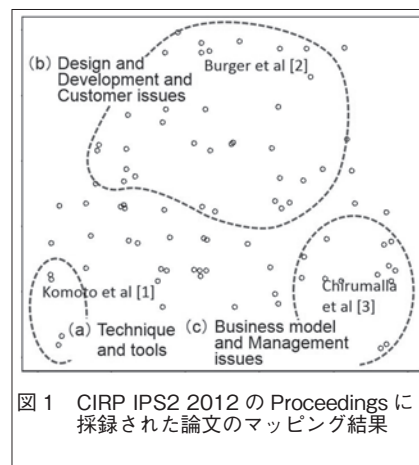 (b) Design and
Development and
Customer issues
Burger et al [2]
Komoto et al [1]
(a) Technique
and tools
(c) Business model
and Management
issues
Chirumalla
et al [3]
図 1 CIRP IPS2 2012 の Proceedings に
採録された論文のマッピング結果